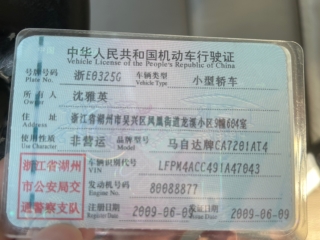 中华人民共和国机动车行驶证
Vehicle License of the People's Republic of China
号牌号码 浙E0325G 车辆类型 小型轿车
Plate No. Vehicle Type
所有人 沈雅英
Owner
住址 浙江省湖州市吴兴区凤凰街道龙溪小区9幢604室
Address
使用性质 非营运 品牌型号 马自达牌CA7201AT4
Use Character Model
浙江省湖州市公安局交通警察支队
车辆识别代号 LFPM4ACC491A47043
VIN
发动机号码 80088877
Engine No.
注册日期 2009-06-09 发证日期 2009-06-09
Register Date Issue Date